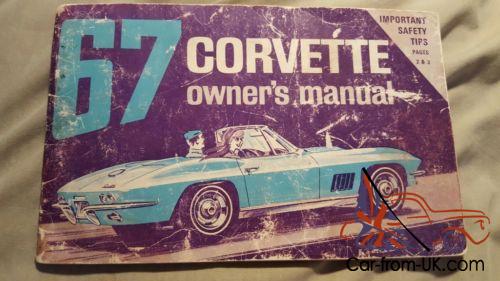 67
CORVETTE
owner's manual
IMPORTANT
SAFETY
TIPS
PAGES
2 & 3
Car-from-UK.com